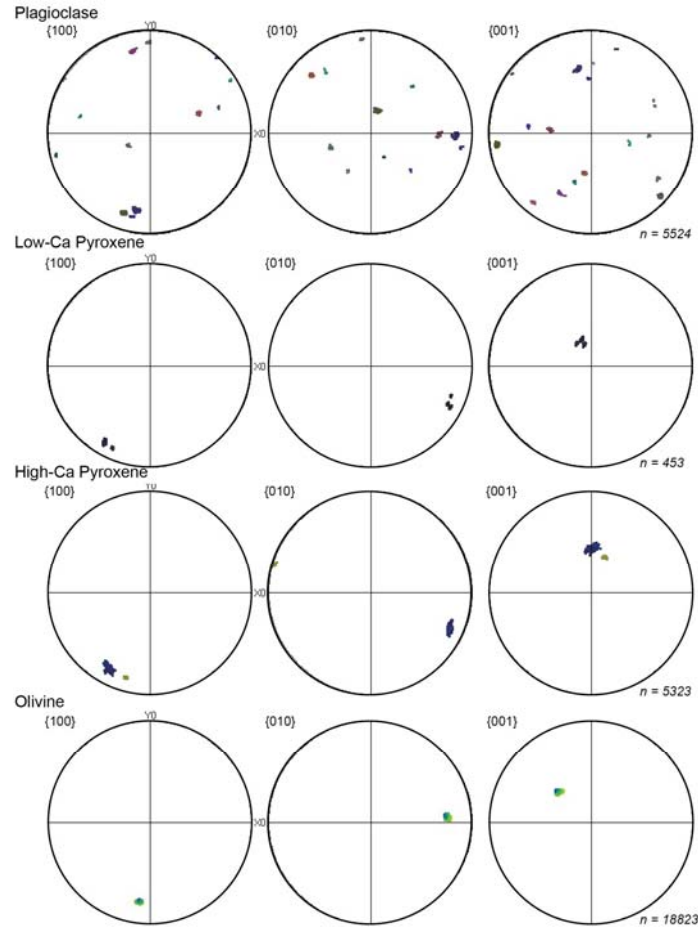 Plagioclase
Y0
{100} {010} {001}
X0
n = 5524
Low-Ca Pyroxene
Y0
{100} {010} {001}
X0
n = 453
High-Ca Pyroxene
Y0
{100} {010} {001}
X0
n = 5323
Olivine
Y0
{100} {010} {001}
X0
n = 18823